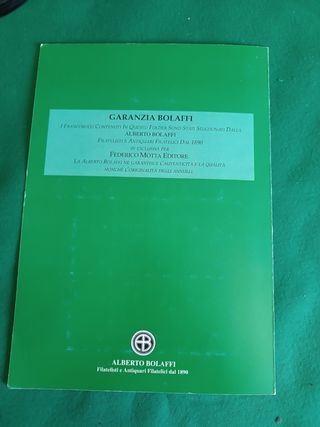 GARANZIA BOLAFFI
I FRANCOBOLLI CONTENUTI IN QUESTO FOLDER SONO STATI SELEZIONATI DALLA
ALBERTO BOLAFFI
FILATELISTI E ANTIQUARI FILATELICI DAL 1890
IN ESCLUSIVA PER
FEDERICO MOTTA EDITORE.
LA ALBERTO BOLAFFI NE GARANTISCE L'AUTENTICITÀ E LA QUALITÀ
NONCHÉ L'ORIGINALITÀ DEGLI ANNULLI.
ALBERTO BOLAFFI
Filatelisti e Antiquari Filatelici dal 1890